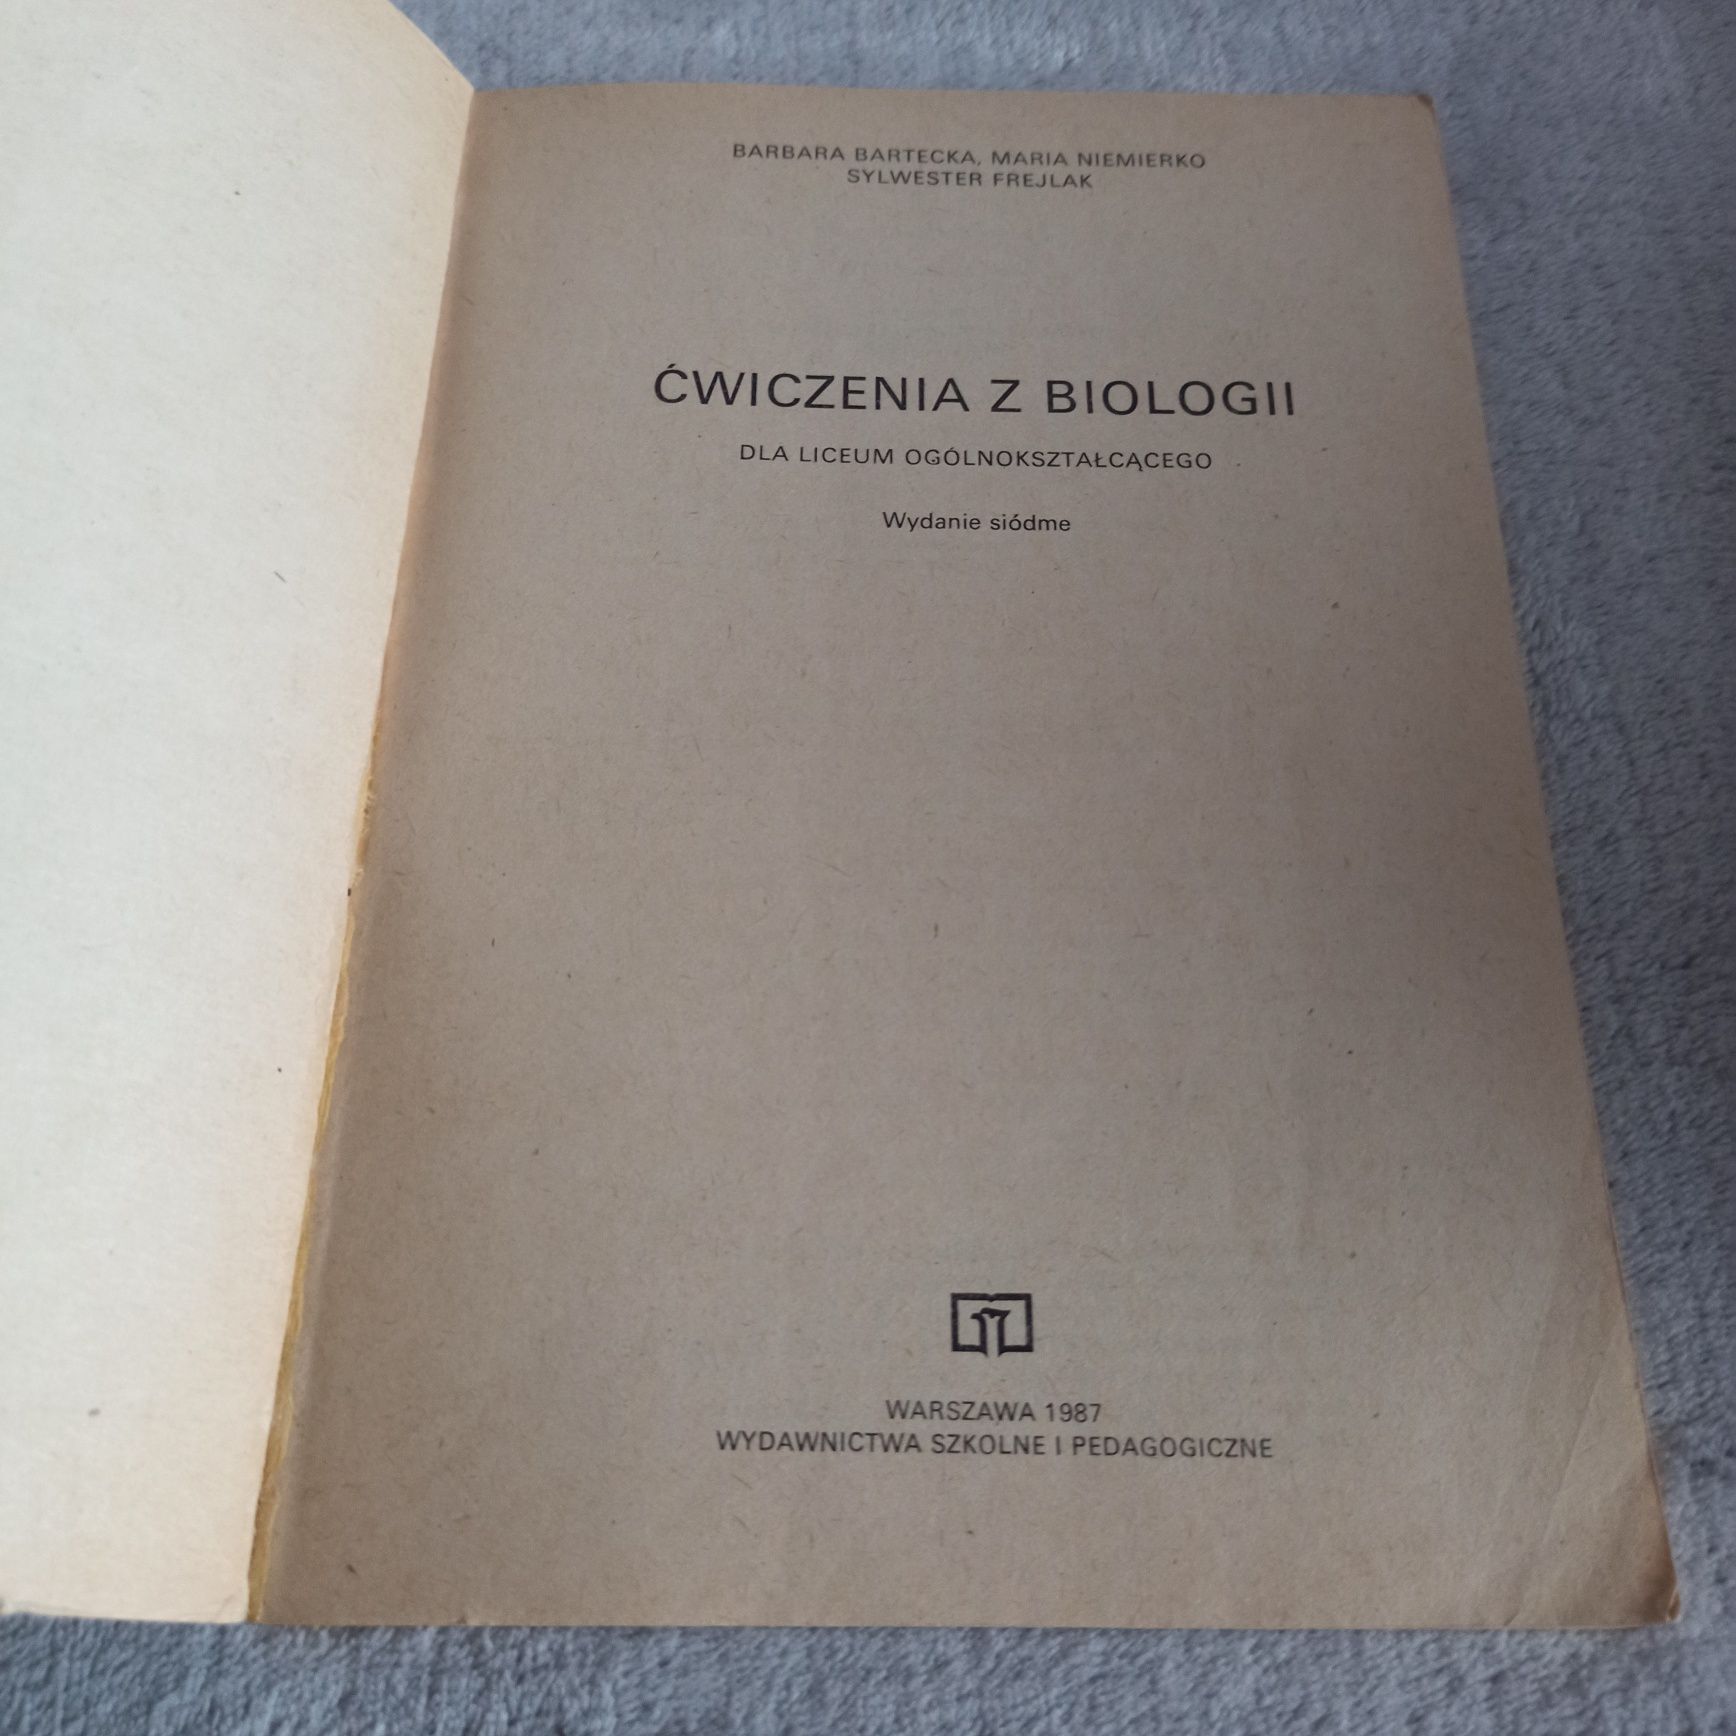 BARBARA BARTECKA, MARIA NIEMIERKO
SYLWESTER FREJLAK
ĆWICZENIA Z BIOLOGII
DLA LICEUM OGÓLNOKSZTAŁCĄCEGO
Wydanie siódme
WARSZAWA 1987
WYDAWNICTWA SZKOLNE I PEDAGOGICZNE